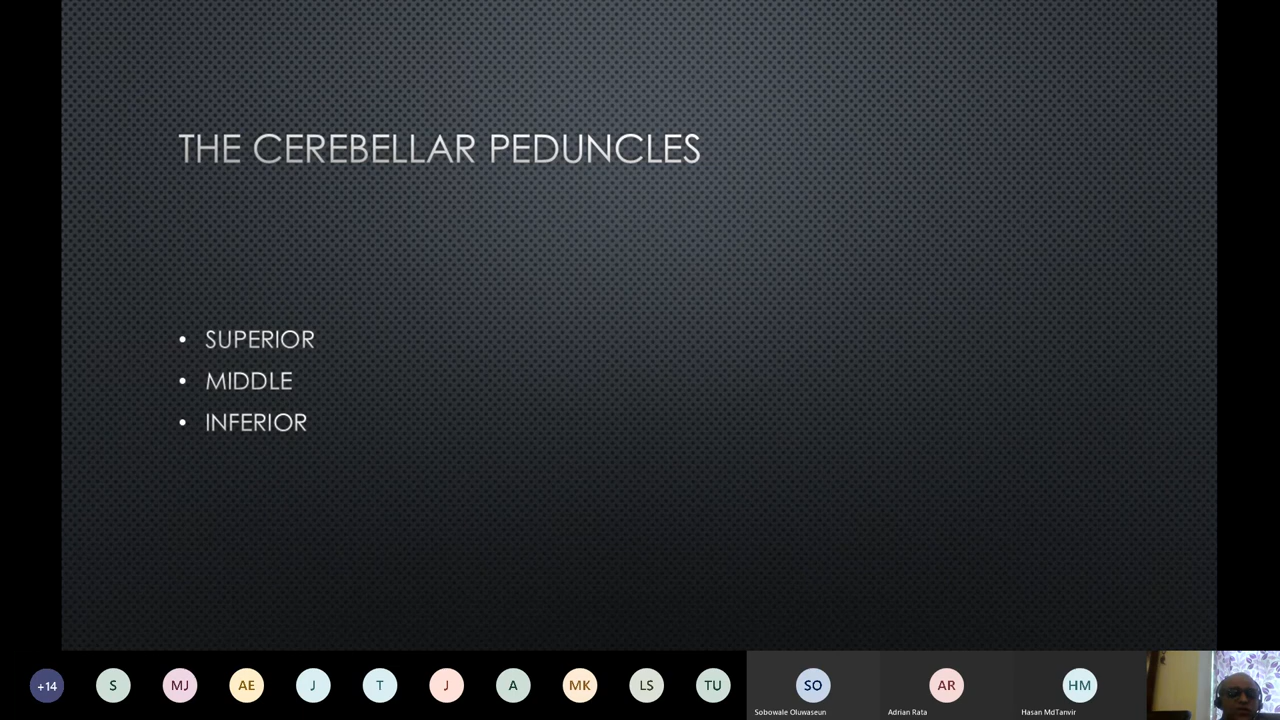 THE CEREBELLAR PEDUNCLES
• SUPERIOR
• MIDDLE
• INFERIOR
+14
S
MJ
AE
J
T
J
A
MK
LS
TU
SO
AR
HM
Sobowale Oluwaseun
Adrian Rata
Hasan MdTanvir